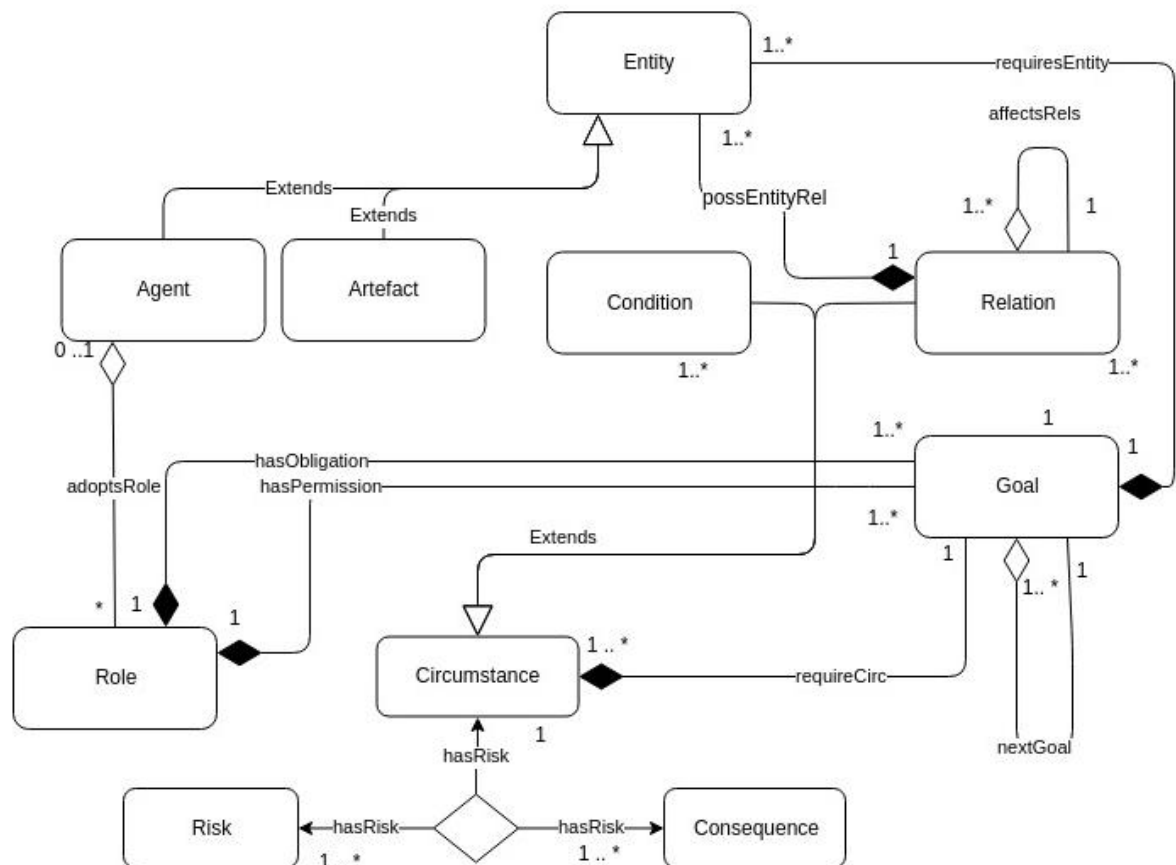 Entity
1..*
requiresEntity
affectsRels
1..*
possEntityRel
Extends
Extends
1..*
1
1
Agent
Artefact
Condition
Relation
0 ..1
1..*
1..*
1
1..*
1
hasObligation
adoptsRole
hasPermission
Goal
1..*
Extends
1
1
1.. *
*
1
1
Role
Circumstance
1 .. *
requireCirc
1
nextGoal
hasRisk
Risk
hasRisk
hasRisk
Consequence
1 .. *
1 .. *